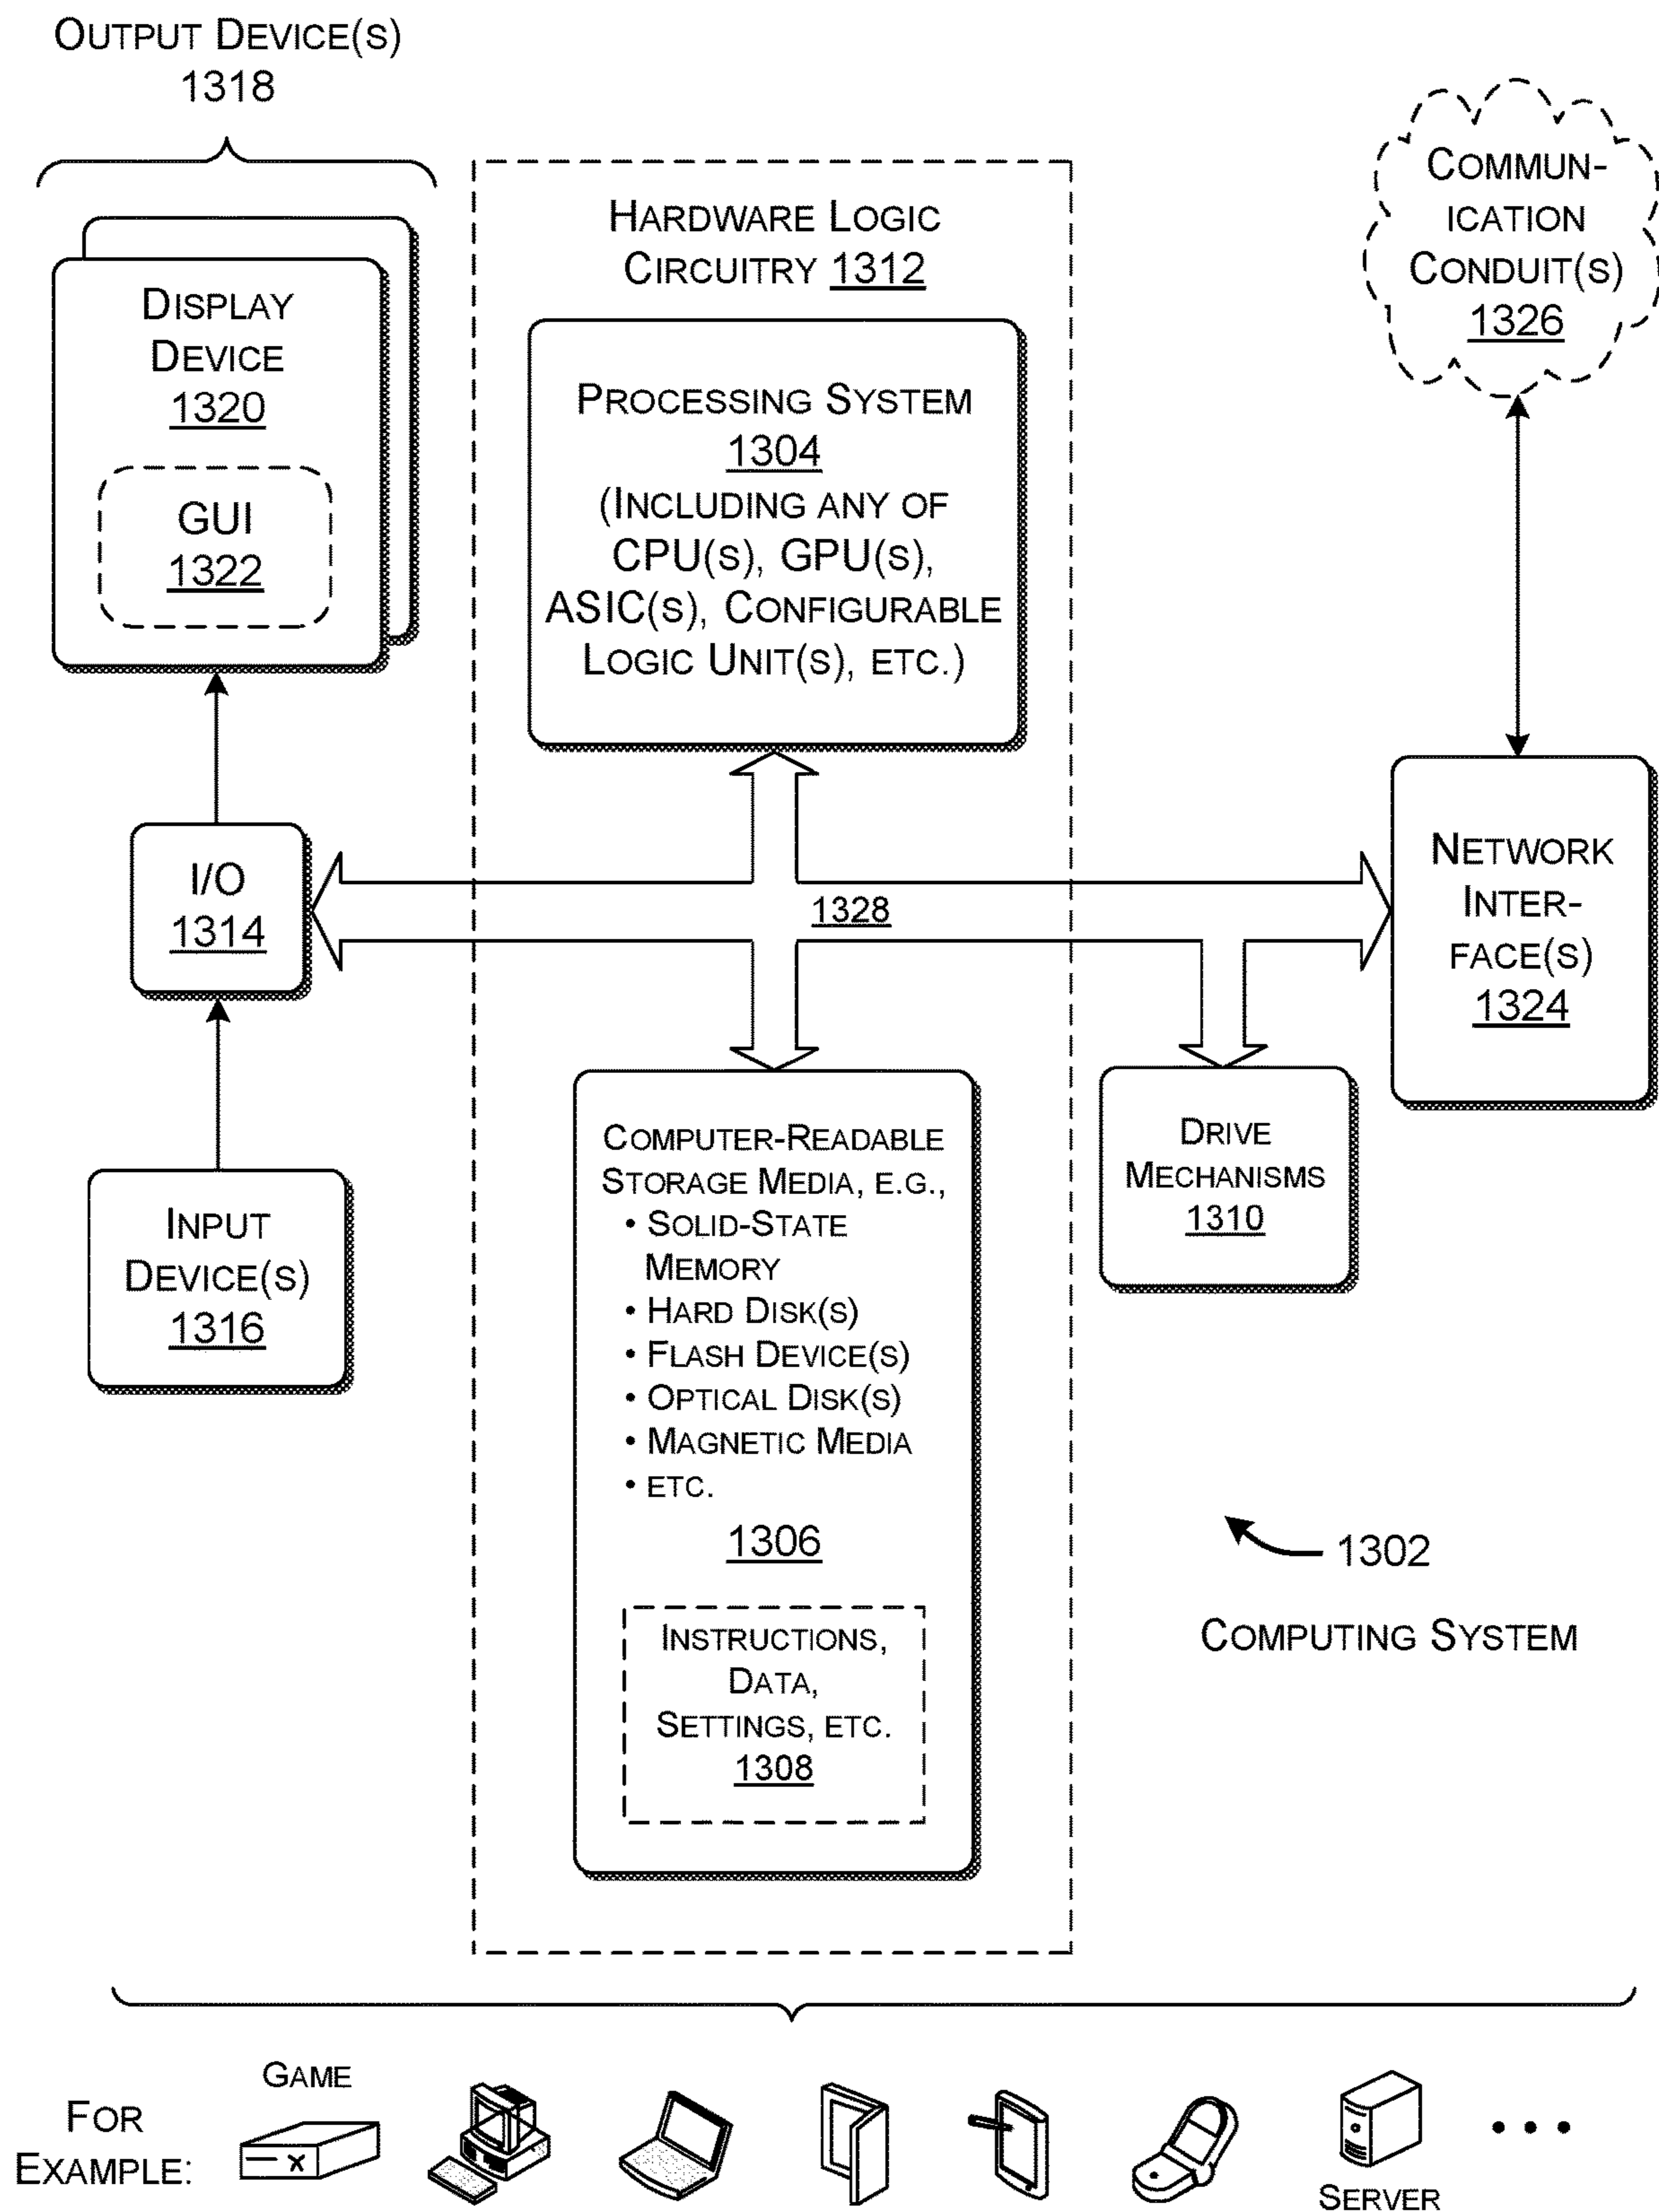 OUTPUT DEVICE(S)
1318
DISPLAY
DEVICE
1320
GUI
1322
I/O
1314
INPUT
DEVICE(S)
1316
HARDWARE LOGIC
CIRCUITRY 1312
PROCESSING SYSTEM
1304
(INCLUDING ANY OF
CPU(S), GPU(S),
ASIC(S), CONFIGURABLE
LOGIC UNIT(S), ETC.)
1328
COMPUTER-READABLE
STORAGE MEDIA, E.G.,
• SOLID-STATE
MEMORY
• HARD DISK(S)
• FLASH DEVICE(S)
• OPTICAL DISK(S)
• MAGNETIC MEDIA
• ETC.
1306
INSTRUCTIONS,
DATA,
SETTINGS, ETC.
1308
COMMUN-
ICATION
CONDUIT(S)
1326
NETWORK
INTER-
FACE(S)
1324
DRIVE
MECHANISMS
1310
1302
COMPUTING SYSTEM
FOR
EXAMPLE:
GAME
X
SERVER
• • •